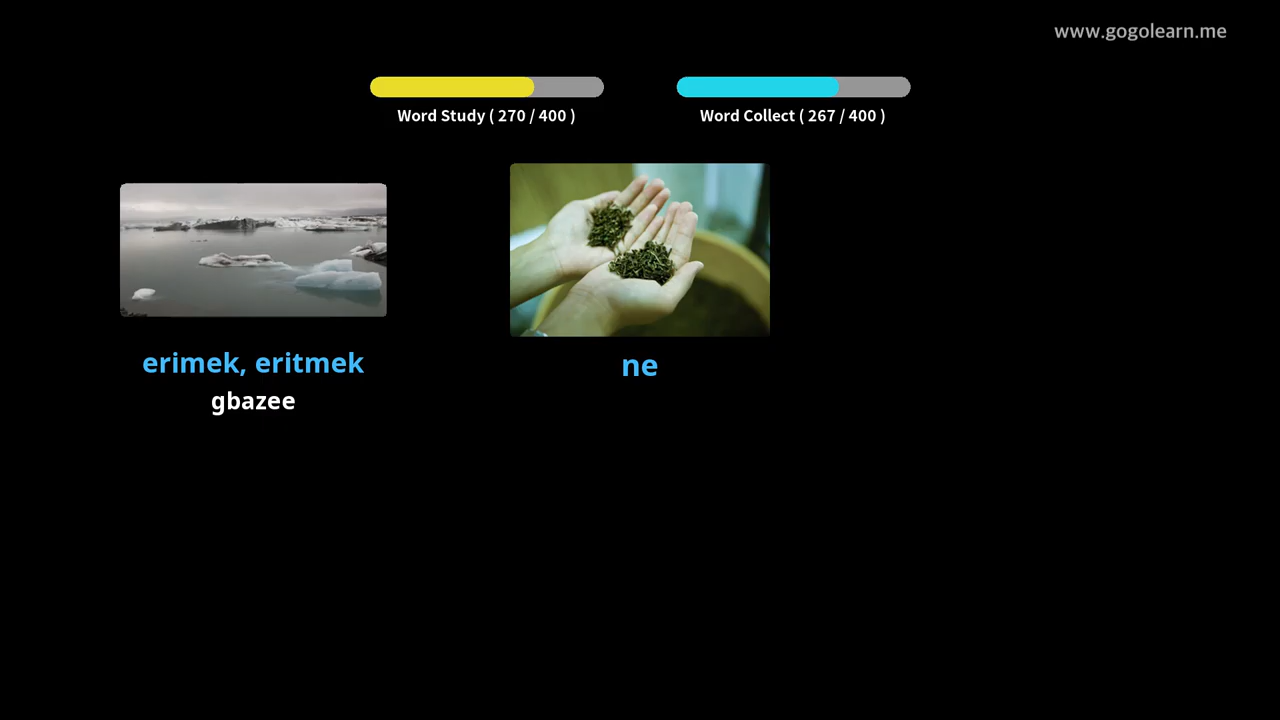 www.gogolearn.me
Word Study ( 270 / 400 )
Word Collect ( 267 / 400 )
erimek, eritmek
gbazee
ne